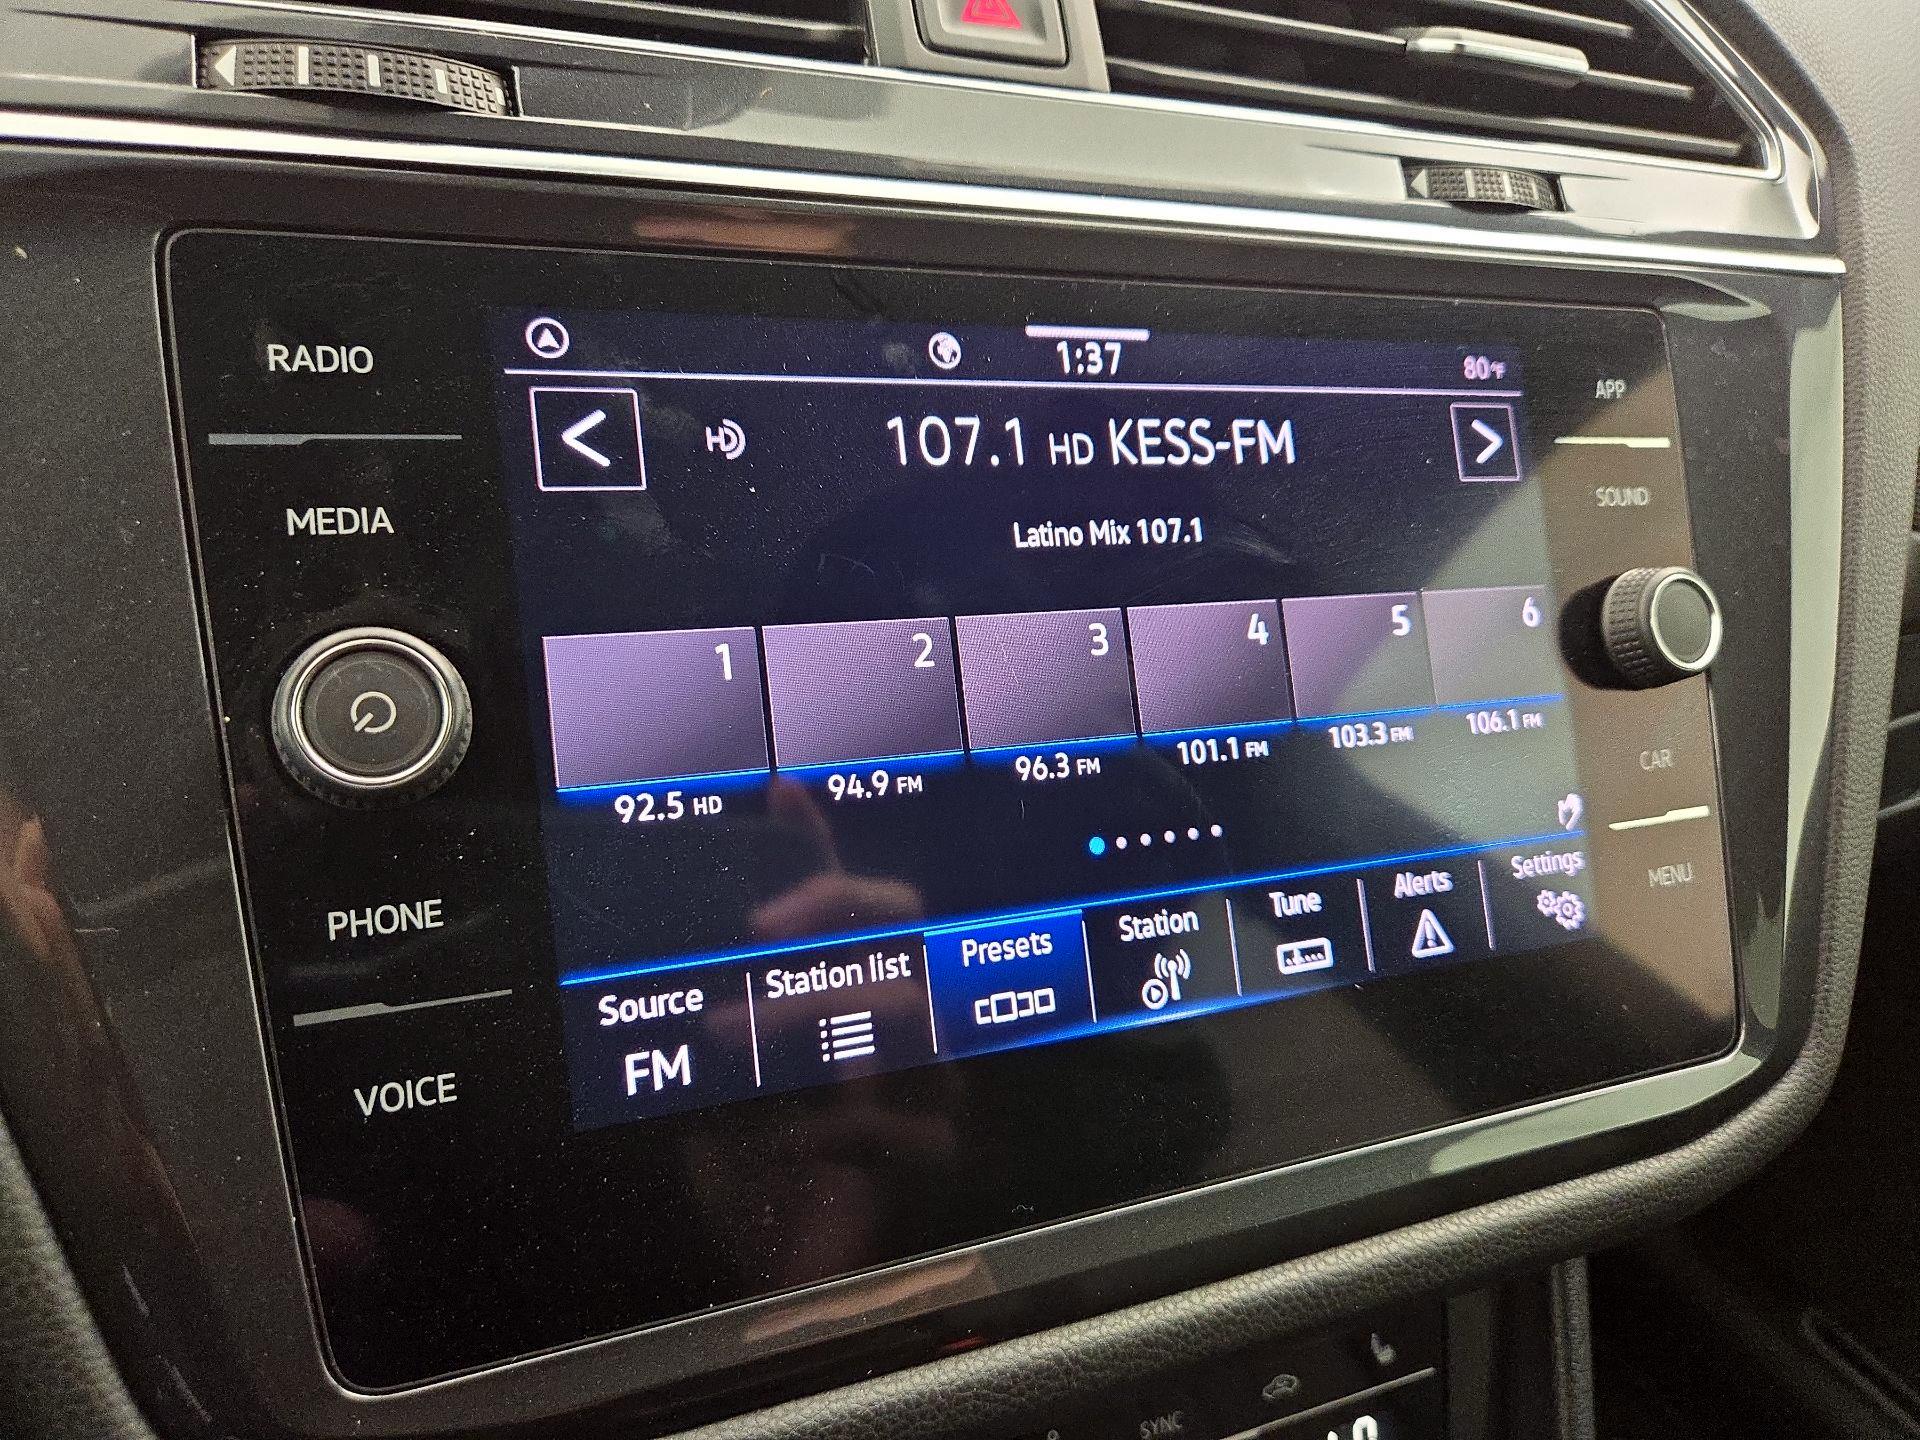 RADIO
MEDIA
PHONE
VOICE
1:37
80°F
< HD 107.1 HD KESS-FM >
Latino Mix 107.1
1 2 3 4 5 6
92.5 HD 94.9 FM 96.3 FM 101.1 FM 103.3 FM 106.1 FM
Source Station list Presets Station Tune Alerts Settings
FM
APP
SOUND
CAR
MENU
SYNC